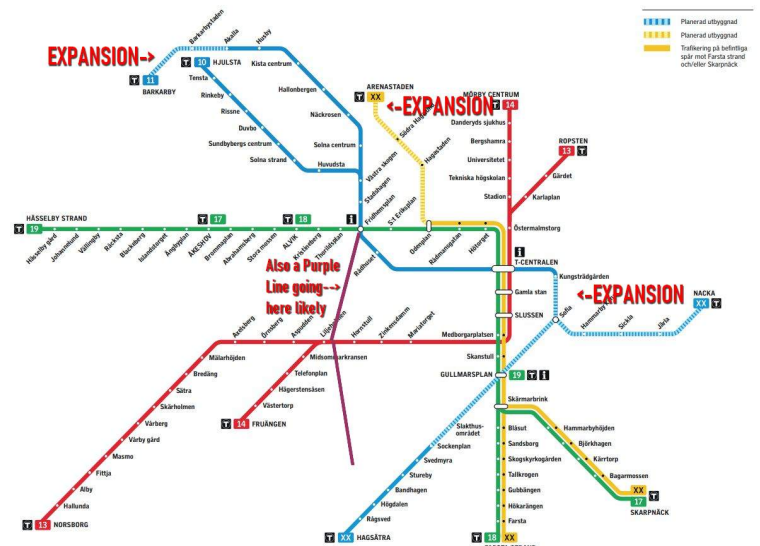 Planerad utbyggnad
Planerad utbyggnad
Trafikering på befintliga
spår mot Farsta strand
och/eller Skarpnäck
EXPANSION->
Barkarbystaden
Akalla
Husby
T 10 HJULSTA
T 11
BARKARBY
Kista centrum
Hallonbergen
Näckrosen
Solna centrum
Tensta
Rinkeby
Rissne
Duvbo
Sundbybergs centrum
Solna strand
Huvudsta
Västra skogen
Stadshagen
Fridhemsplan
ARENASTADEN
T XX
<-EXPANSION
Södra
Hagastaden
MÖRBY CENTRUM
T 14
Danderyds sjukhus
Bergshamra
Universitetet
Tekniska högskolan
Stadion
ROPSTEN
13 T
Gärdet
Karlaplan
Östermalmstorg
HÄSSELBY STRAND
T 19
Hässelby gård
Johannelund
Vällingby
Råcksta
Blackeberg
Islandstorget
Ängbyplan
T 17
ÅKESHOV
Brommaplan
Abrahamsberg
Stora mossen
T 18
ALVIK
Kristineberg
Thorildsplan
i
S:t Eriksplan
Odenplan
Rådmansgatan
Hötorget
Rådhuset
i
T-CENTRALEN
Kungsträdgården
Gamla stan
SLUSSEN
Also a Purple
Line going-->
here likely
<-EXPANSION
NACKA
XX T
Sofia
Sickla
Järla
Medborgarplatsen
Skanstull
GULLMARSPLAN 19 T i
Skärmarbrink
Axelsberg
Örnsberg
Aspudden
Hornstull
Zinkensdamm
Mariatorget
Mälarhöjden
Bredäng
Sätra
Skärholmen
Vårberg
Vårby gård
Masmo
Fittja
Alby
Hallunda
T 13 NORSBORG
Telefonplan
Hägerstensåsen
Västertorp
T 14 FRUÄNGEN
Slakthus-
området
Sockenplan
Svedmyra
Stureby
Bandhagen
Högdalen
Rågsved
T XX HAGSÄTRA
Blåsut
Sandsborg
Skogskyrkogården
Tallkrogen
Gubbängen
Hökarängen
Farsta
T 18 XX
Hammarbyhöjden
Björkhagen
Kärrtorp
Bagarmossen
XX
17 T
SKARPNÄCK